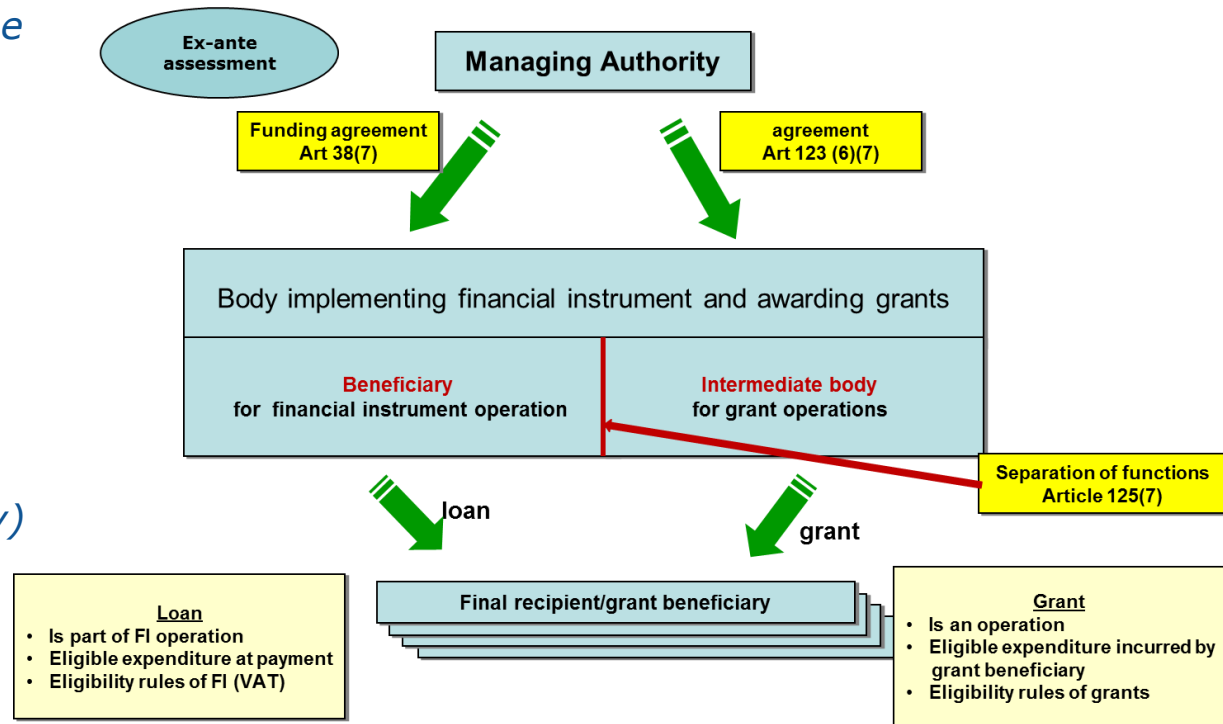 e
Ex-ante
assessment
Managing Authority
Funding agreement
Art 38(7)
agreement
Art 123 (6)(7)
Body implementing financial instrument and awarding grants
Beneficiary
for financial instrument operation
Intermediate body
for grant operations
Separation of functions
Article 125(7)
loan
grant
)
Final recipient/grant beneficiary
Loan
• Is part of FI operation
• Eligible expenditure at payment
• Eligibility rules of FI (VAT)
Grant
• Is an operation
• Eligible expenditure incurred by
grant beneficiary
• Eligibility rules of grants